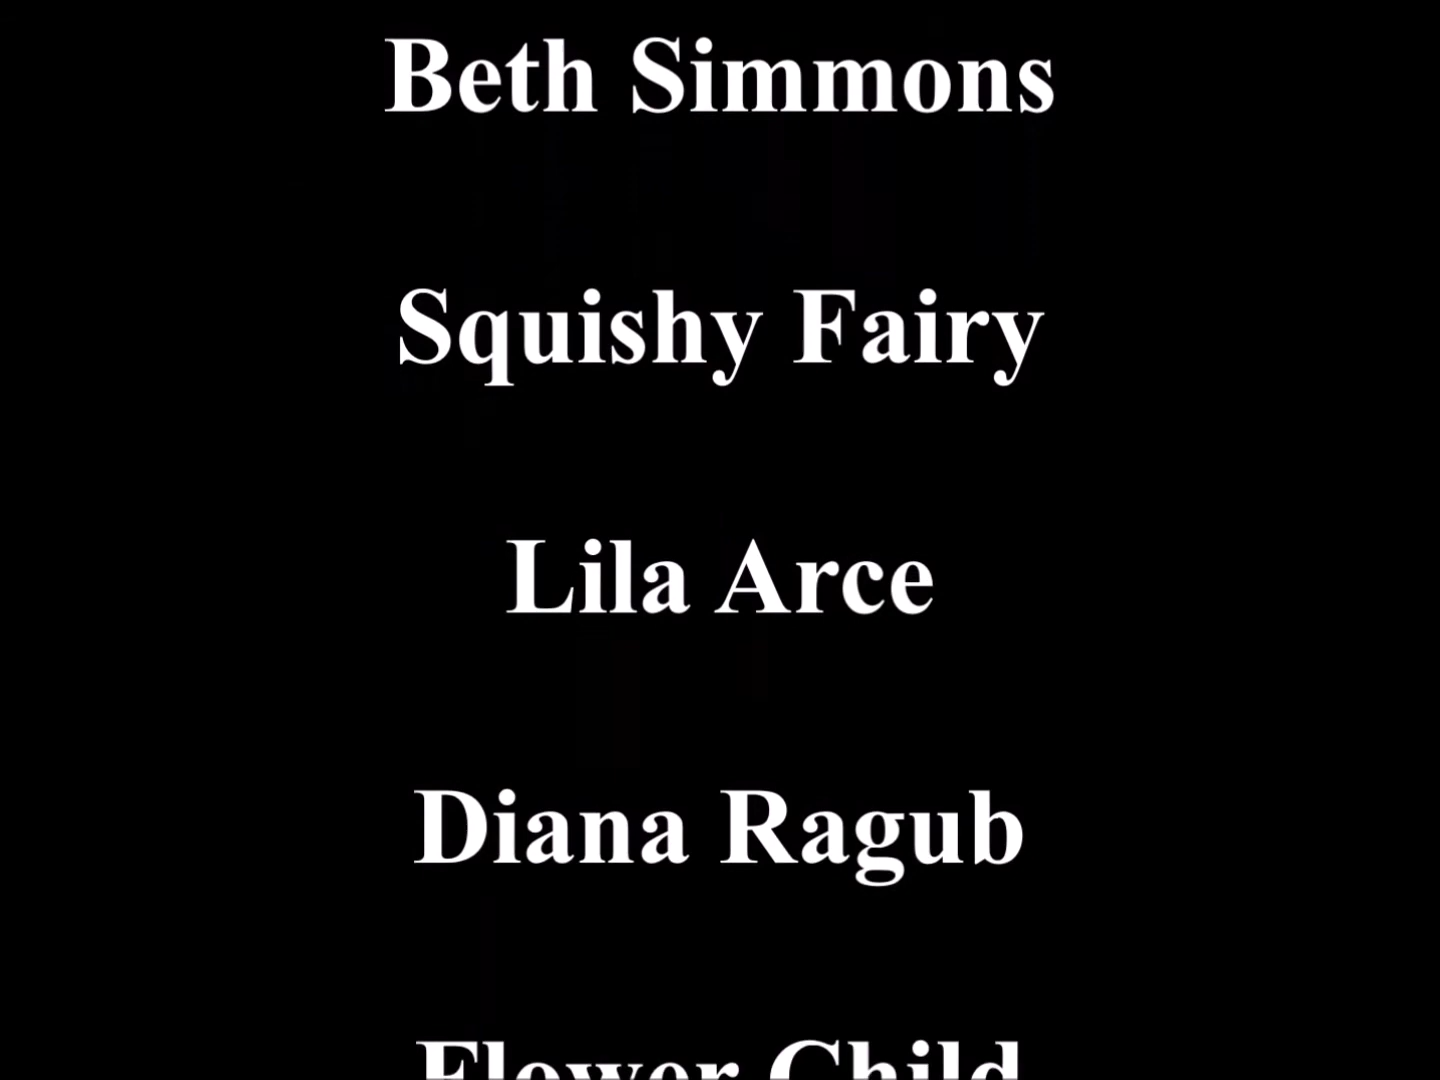 Beth Simmons
Squishy Fairy
Lila Arce
Diana Ragub
Flower Child